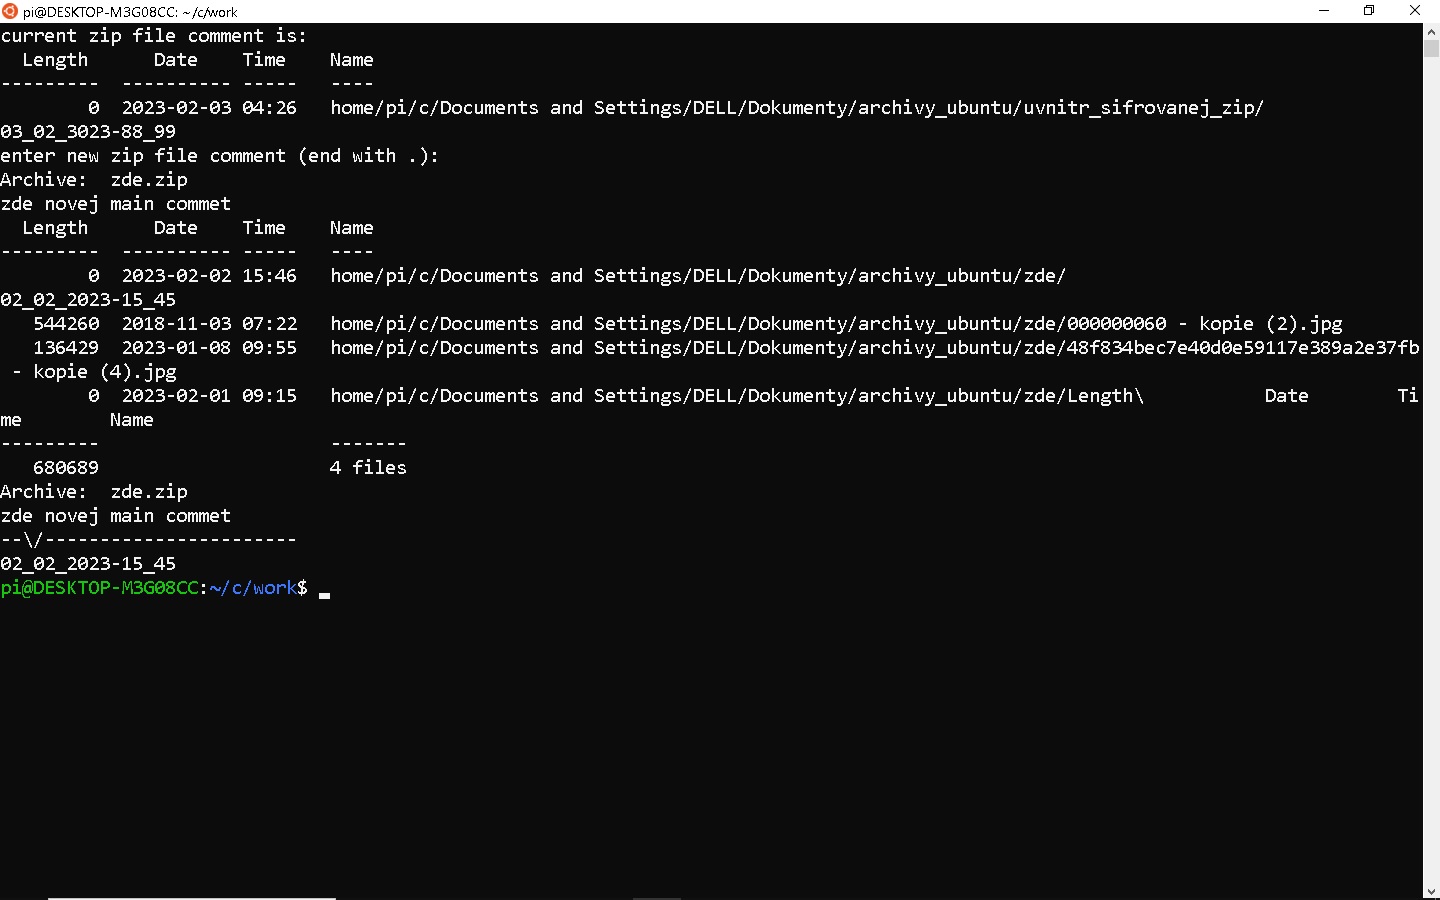 pi@DESKTOP-M3G08CC: ~/c/work
current zip file comment is:
  Length      Date    Time    Name
---------  ---------- -----   ----
        0  2023-02-03 04:26   home/pi/c/Documents and Settings/DELL/Dokumenty/archivy_ubuntu/uvnitr_sifrovanej_zip/
03_02_3023-88_99
enter new zip file comment (end with .):
Archive:  zde.zip
zde novej main commet
  Length      Date    Time    Name
---------  ---------- -----   ----
        0  2023-02-02 15:46   home/pi/c/Documents and Settings/DELL/Dokumenty/archivy_ubuntu/zde/
02_02_2023-15_45
   544260  2018-11-03 07:22   home/pi/c/Documents and Settings/DELL/Dokumenty/archivy_ubuntu/zde/000000060 - kopie (2).jpg
   136429  2023-01-08 09:55   home/pi/c/Documents and Settings/DELL/Dokumenty/archivy_ubuntu/zde/48f834bec7e40d0e59117e389a2e37fb
 - kopie (4).jpg
        0  2023-02-01 09:15   home/pi/c/Documents and Settings/DELL/Dokumenty/archivy_ubuntu/zde/Length\           Date        Ti
me        Name
---------                     -------
   680689                     4 files
Archive:  zde.zip
zde novej main commet
--\/-----------------------
02_02_2023-15_45
pi@DESKTOP-M3G08CC:~/c/work$